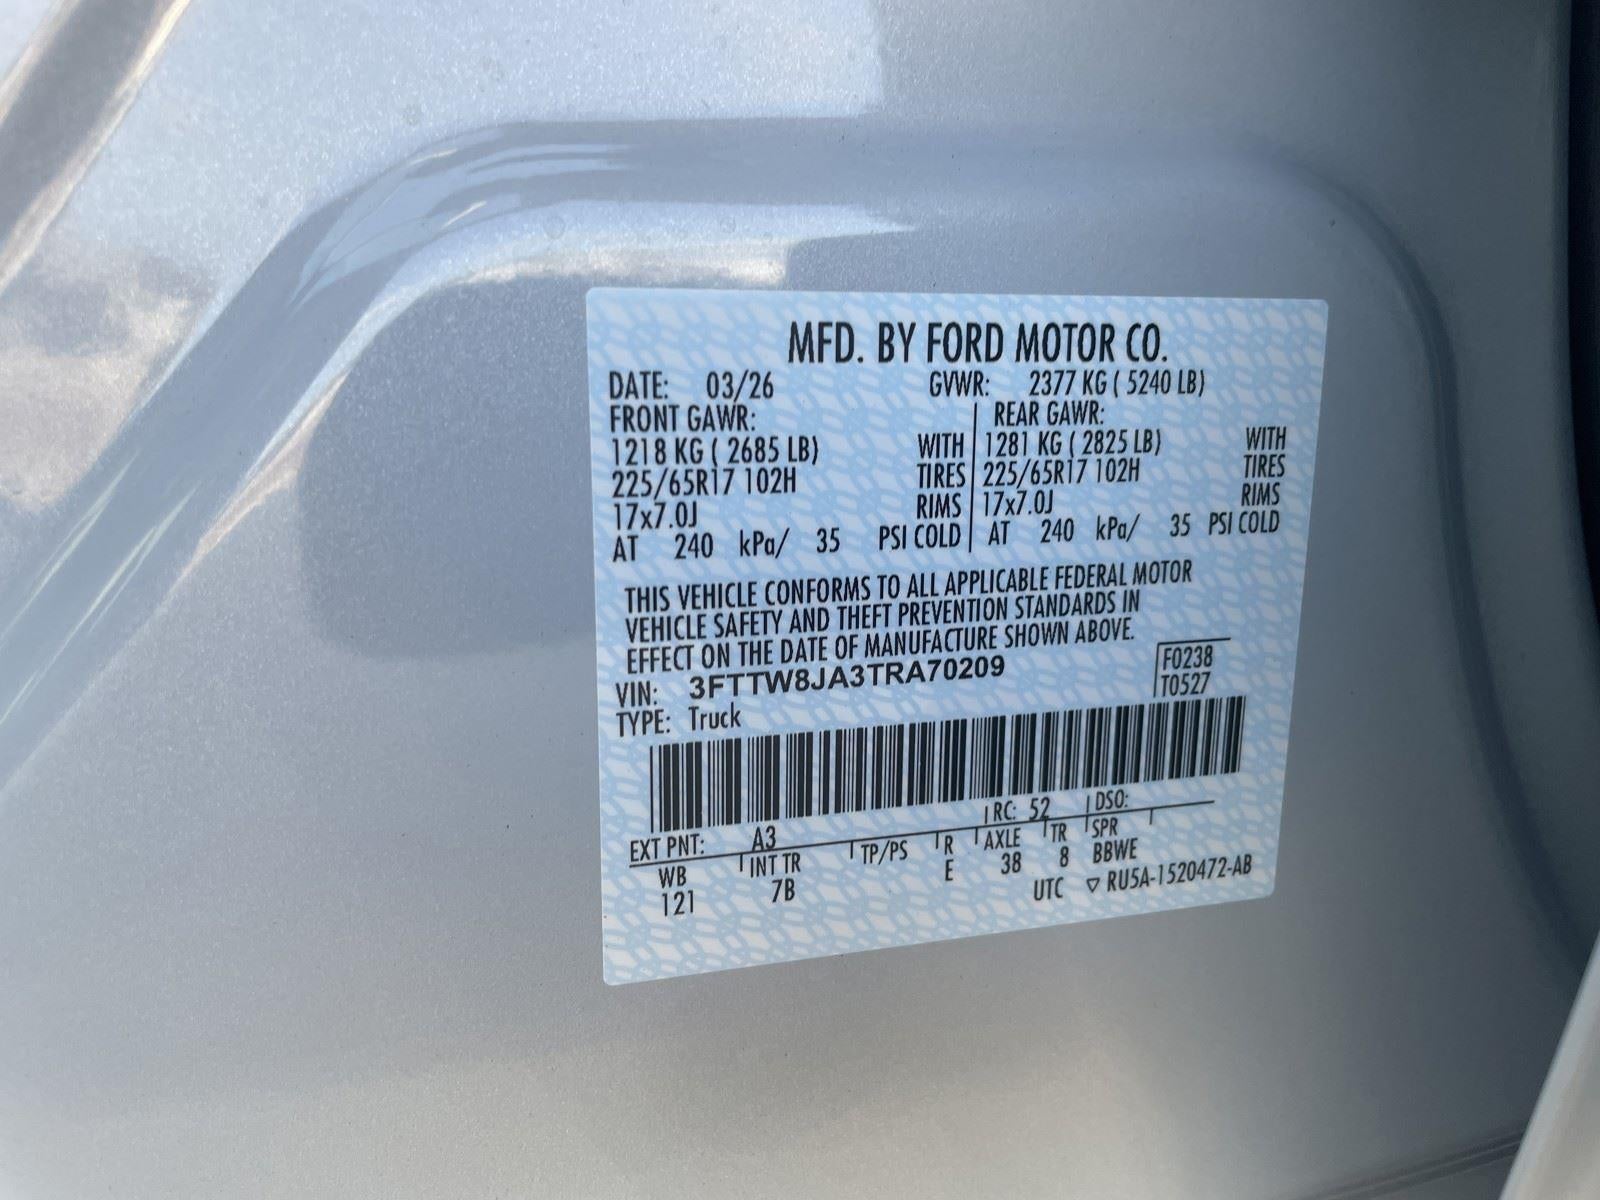 MFD. BY FORD MOTOR CO.
DATE: 03/26 GVWR: 2377 KG ( 5240 LB)
FRONT GAWR: REAR GAWR:
1218 KG ( 2685 LB) WITH 1281 KG ( 2825 LB) WITH
225/65R17 102H TIRES 225/65R17 102H TIRES
17x7.0J RIMS 17x7.0J RIMS
AT 240 kPa/ 35 PSI COLD AT 240 kPa/ 35 PSI COLD
THIS VEHICLE CONFORMS TO ALL APPLICABLE FEDERAL MOTOR
VEHICLE SAFETY AND THEFT PREVENTION STANDARDS IN
EFFECT ON THE DATE OF MANUFACTURE SHOWN ABOVE.
VIN: 3FTTW8JA3TRA70209 F0238
TYPE: Truck T0527
EXT PNT: A3 RC: 52 DSO:
WB INT TR TP/PS R AXLE TR SPR
121 7B E 38 8 BBWE
UTC ▽ RU5A-1520472-AB